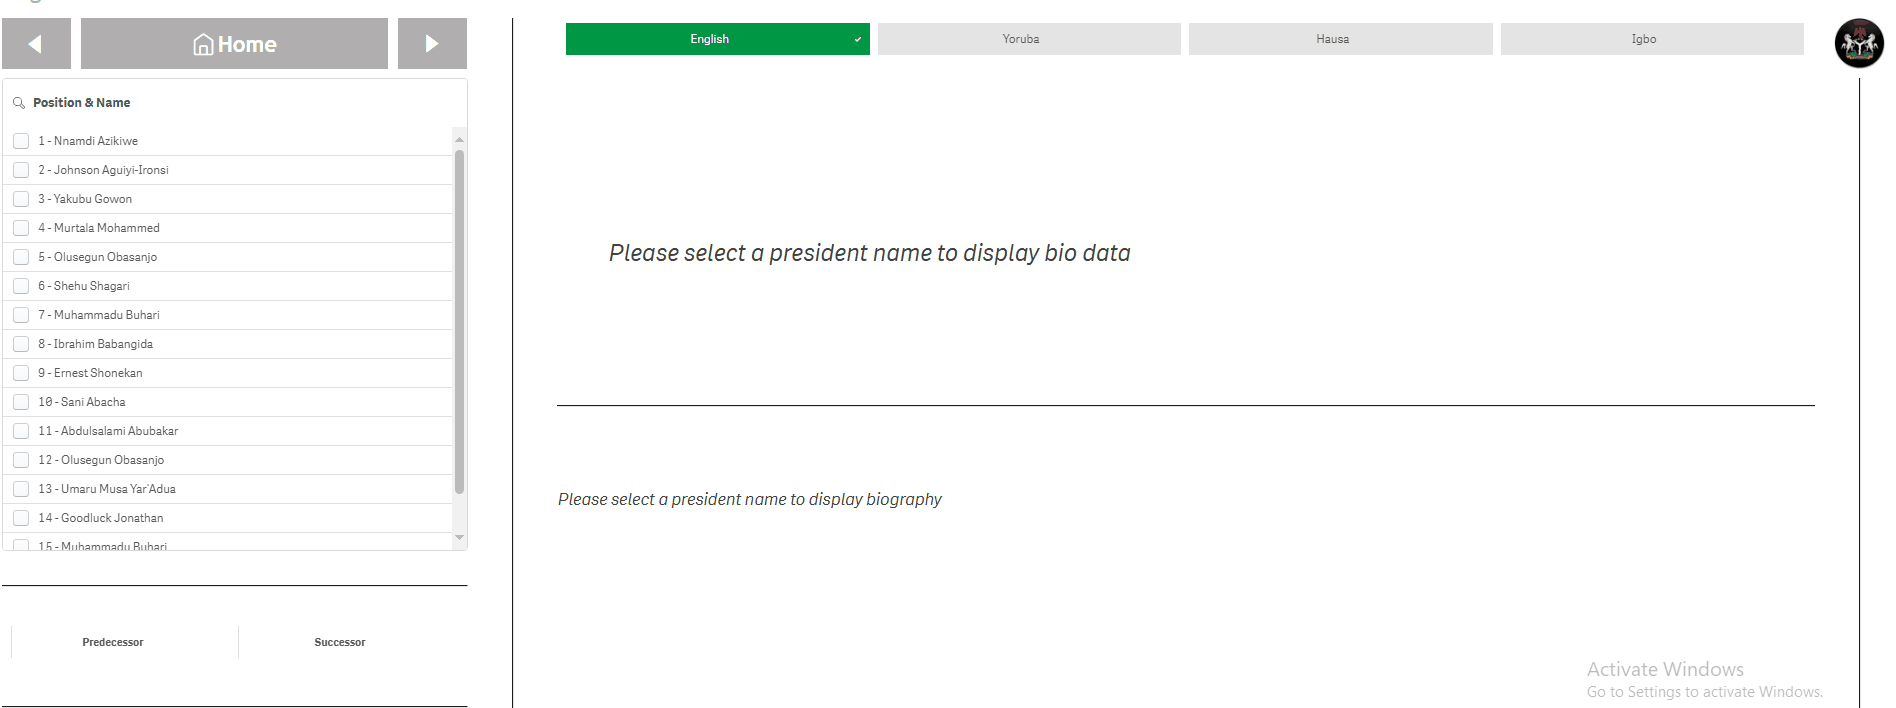 Home
English
Yoruba
Hausa
Igbo
Position & Name
1 - Nnamdi Azikiwe
2 - Johnson Aguiyi-Ironsi
3 - Yakubu Gowon
4 - Murtala Mohammed
5 - Olusegun Obasanjo
6 - Shehu Shagari
7 - Muhammadu Buhari
8 - Ibrahim Babangida
9 - Ernest Shonekan
10 - Sani Abacha
11 - Abdulsalami Abubakar
12 - Olusegun Obasanjo
13 - Umaru Musa Yar'Adua
14 - Goodluck Jonathan
15 - Muhammadu Buhari
Predecessor
Successor
Please select a president name to display bio data
Please select a president name to display biography
Activate Windows
Go to Settings to activate Windows.